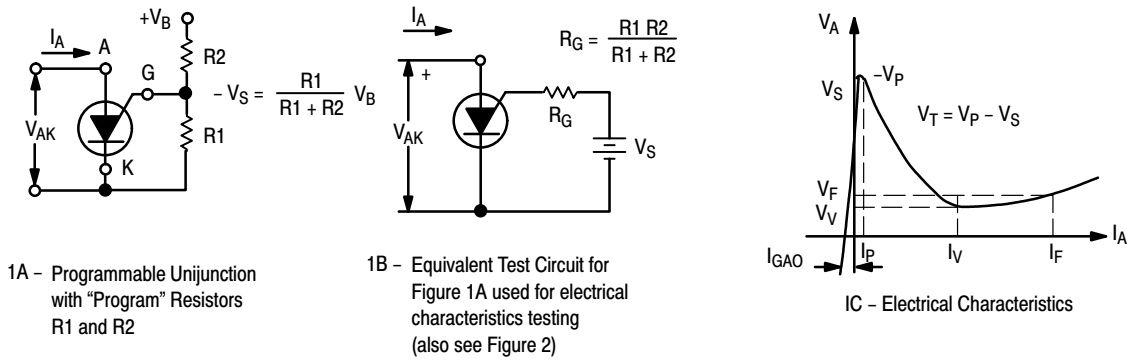 +V_B
I_A
A
R2
G
– V_S = R1 / R1 + R2 V_B
R1
V_AK
K
1A – Programmable Unijunction
with “Program” Resistors
R1 and R2
I_A
R_G = R1 R2 / R1 + R2
+
R_G
V_AK
V_S
1B – Equivalent Test Circuit for
Figure 1A used for electrical
characteristics testing
(also see Figure 2)
V_A
–V_P
V_S
V_T = V_P – V_S
V_F
V_V
I_A
I_GAO
I_P
I_V
I_F
IC – Electrical Characteristics